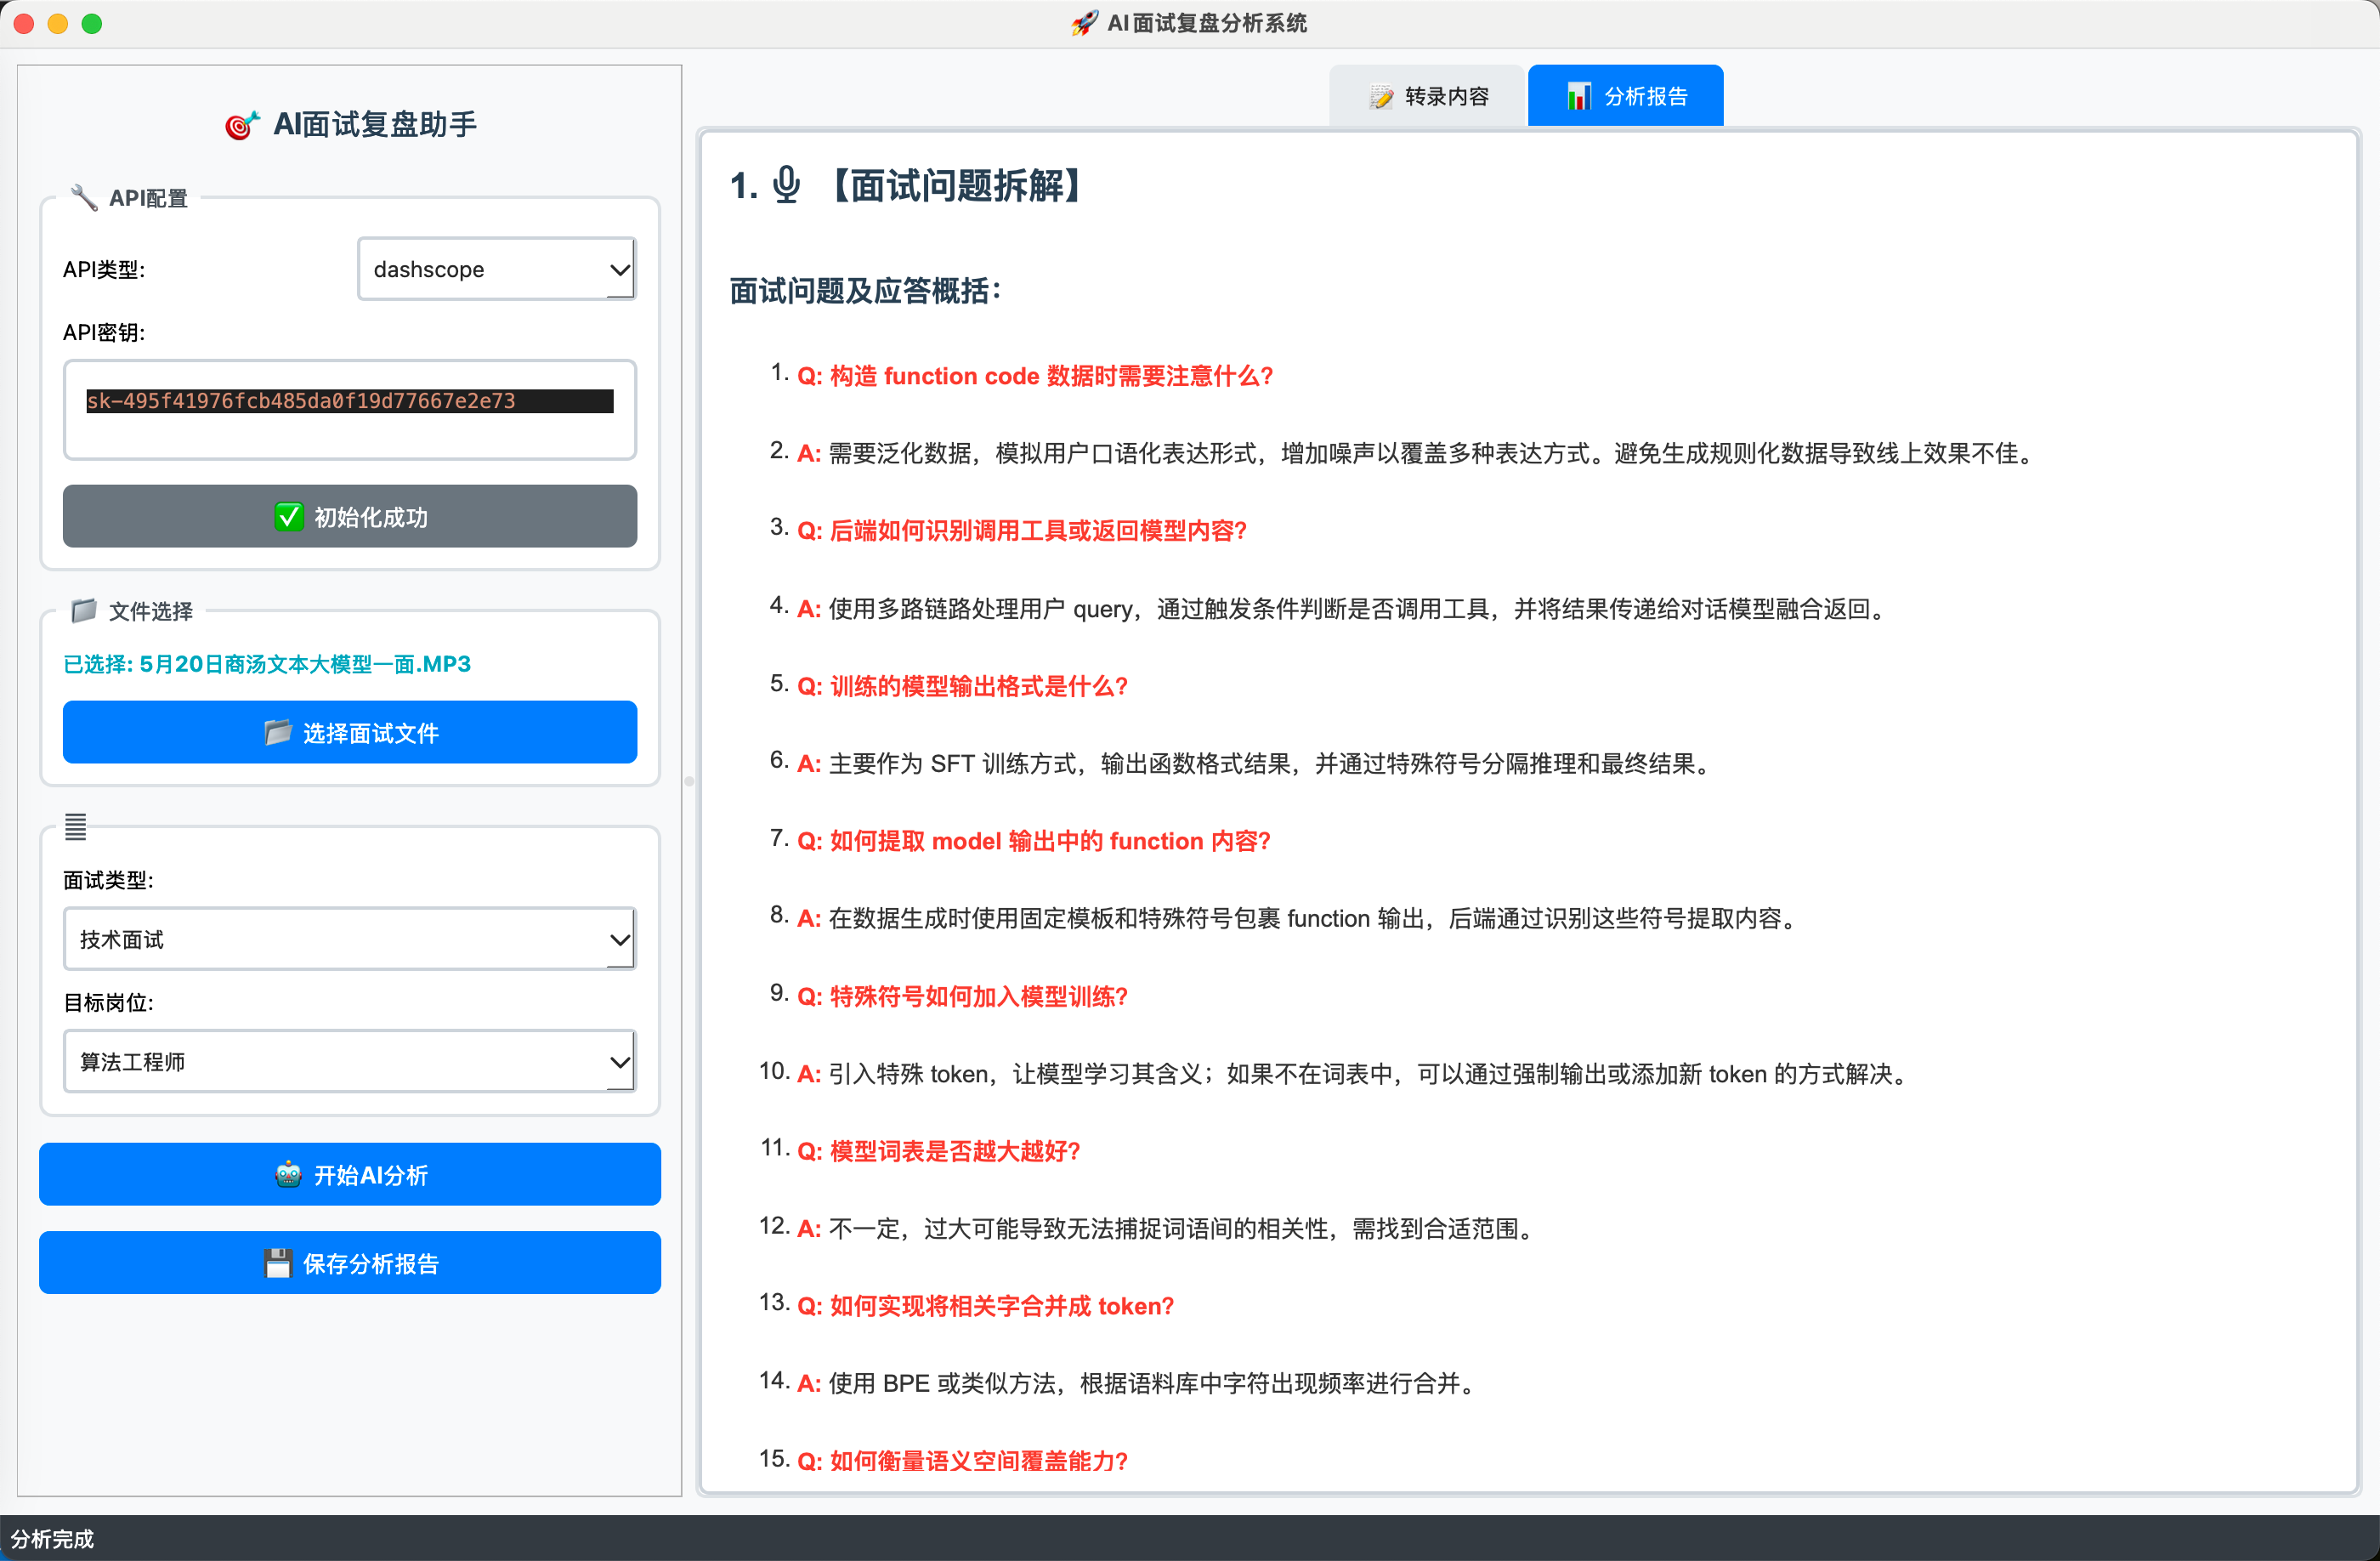 🚀 AI面试复盘分析系统
🎯 AI面试复盘助手
🔧 API配置
API类型:
dashscope
API密钥:
sk-495f41976fcb485da0f19d77667e2e73
✅ 初始化成功
📁 文件选择
已选择: 5月20日商汤文本大模型一面.MP3
📂 选择面试文件
面试类型:
技术面试
目标岗位:
算法工程师
🤖 开始AI分析
💾 保存分析报告
📝 转录内容
📊 分析报告
1. 🎙 【面试问题拆解】
面试问题及应答概括：
1. Q: 构造 function code 数据时需要注意什么？
2. A: 需要泛化数据，模拟用户口语化表达形式，增加噪声以覆盖多种表达方式。避免生成规则化数据导致线上效果不佳。
3. Q: 后端如何识别调用工具或返回模型内容？
4. A: 使用多路链路处理用户 query，通过触发条件判断是否调用工具，并将结果传递给对话模型融合返回。
5. Q: 训练的模型输出格式是什么？
6. A: 主要作为 SFT 训练方式，输出函数格式结果，并通过特殊符号分隔推理和最终结果。
7. Q: 如何提取 model 输出中的 function 内容？
8. A: 在数据生成时使用固定模板和特殊符号包裹 function 输出，后端通过识别这些符号提取内容。
9. Q: 特殊符号如何加入模型训练？
10. A: 引入特殊 token，让模型学习其含义；如果不在词表中，可以通过强制输出或添加新 token 的方式解决。
11. Q: 模型词表是否越大越好？
12. A: 不一定，过大可能导致无法捕捉词语间的相关性，需找到合适范围。
13. Q: 如何实现将相关字合并成 token？
14. A: 使用 BPE 或类似方法，根据语料库中字符出现频率进行合并。
15. Q: 如何衡量语义空间覆盖能力？
分析完成